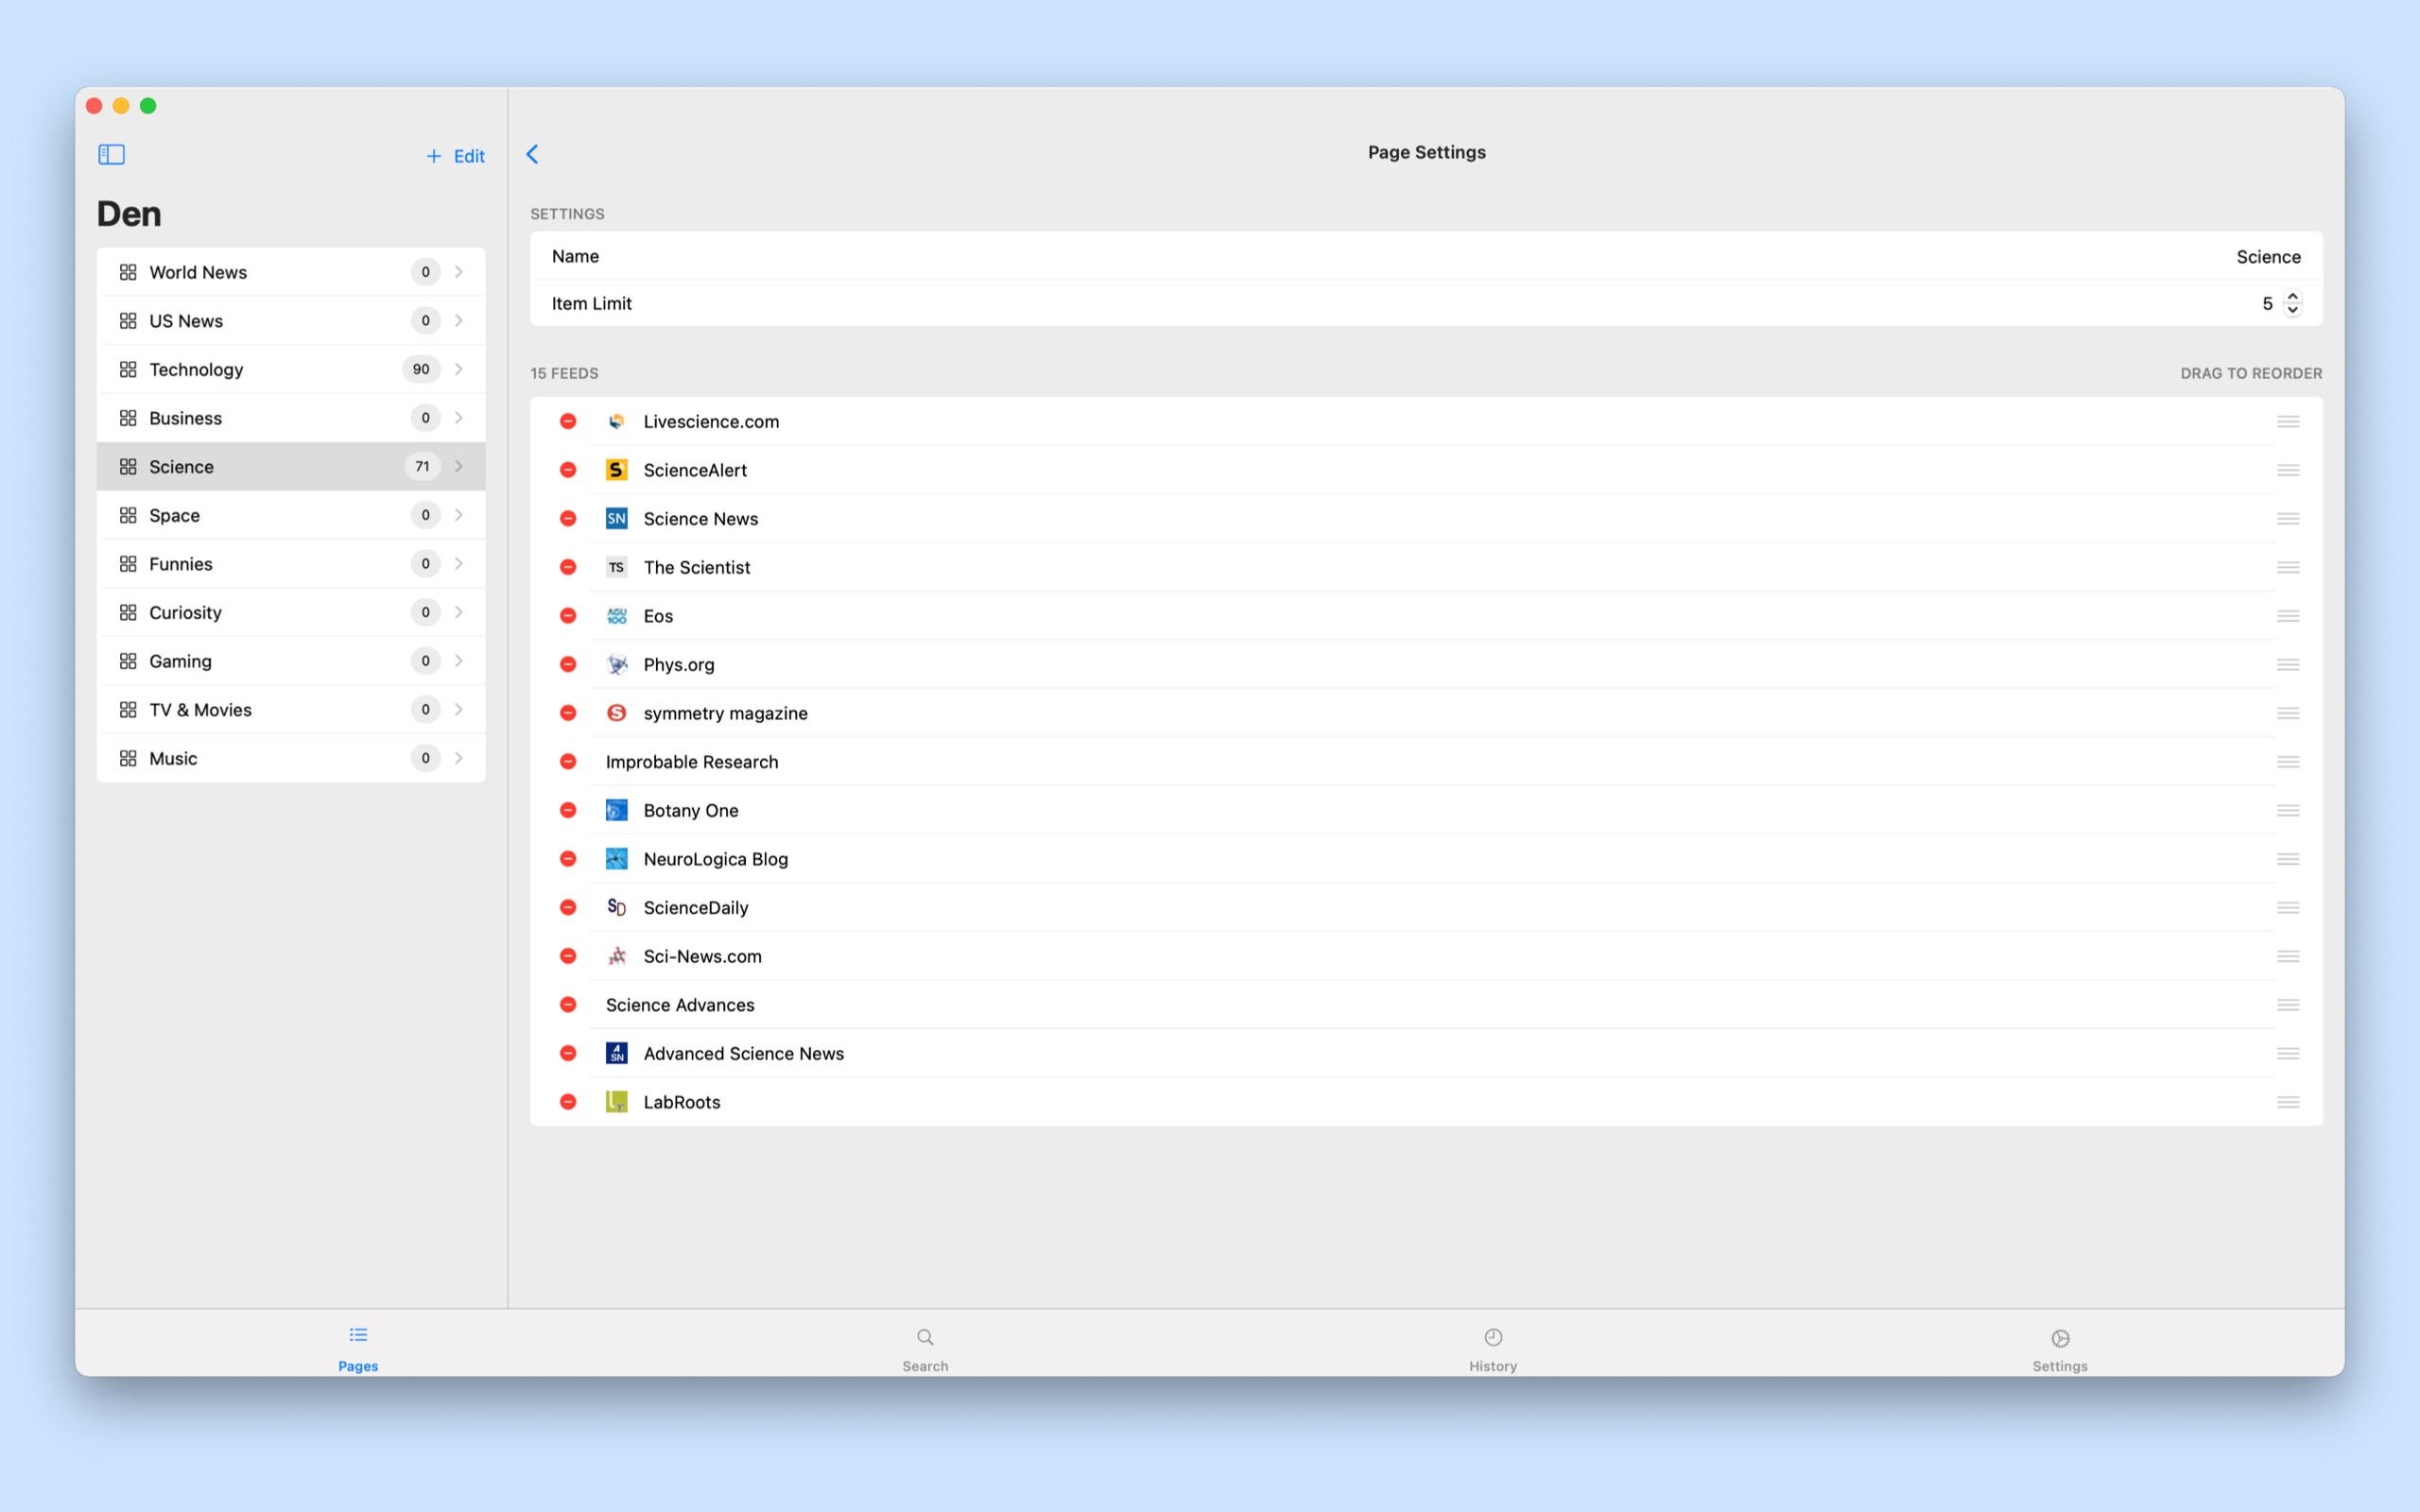 Edit
Den
World News 0
US News 0
Technology 90
Business 0
Science 71
Space 0
Funnies 0
Curiosity 0
Gaming 0
TV & Movies 0
Music 0
Page Settings
SETTINGS
Name Science
Item Limit 5
15 FEEDS DRAG TO REORDER
Livescience.com
S ScienceAlert
SN Science News
TS The Scientist
AGU 100 Eos
Phys.org
S symmetry magazine
Improbable Research
Botany One
NeuroLogica Blog
SD ScienceDaily
Sci-News.com
Science Advances
ASN Advanced Science News
L LabRoots
Pages Search History Settings